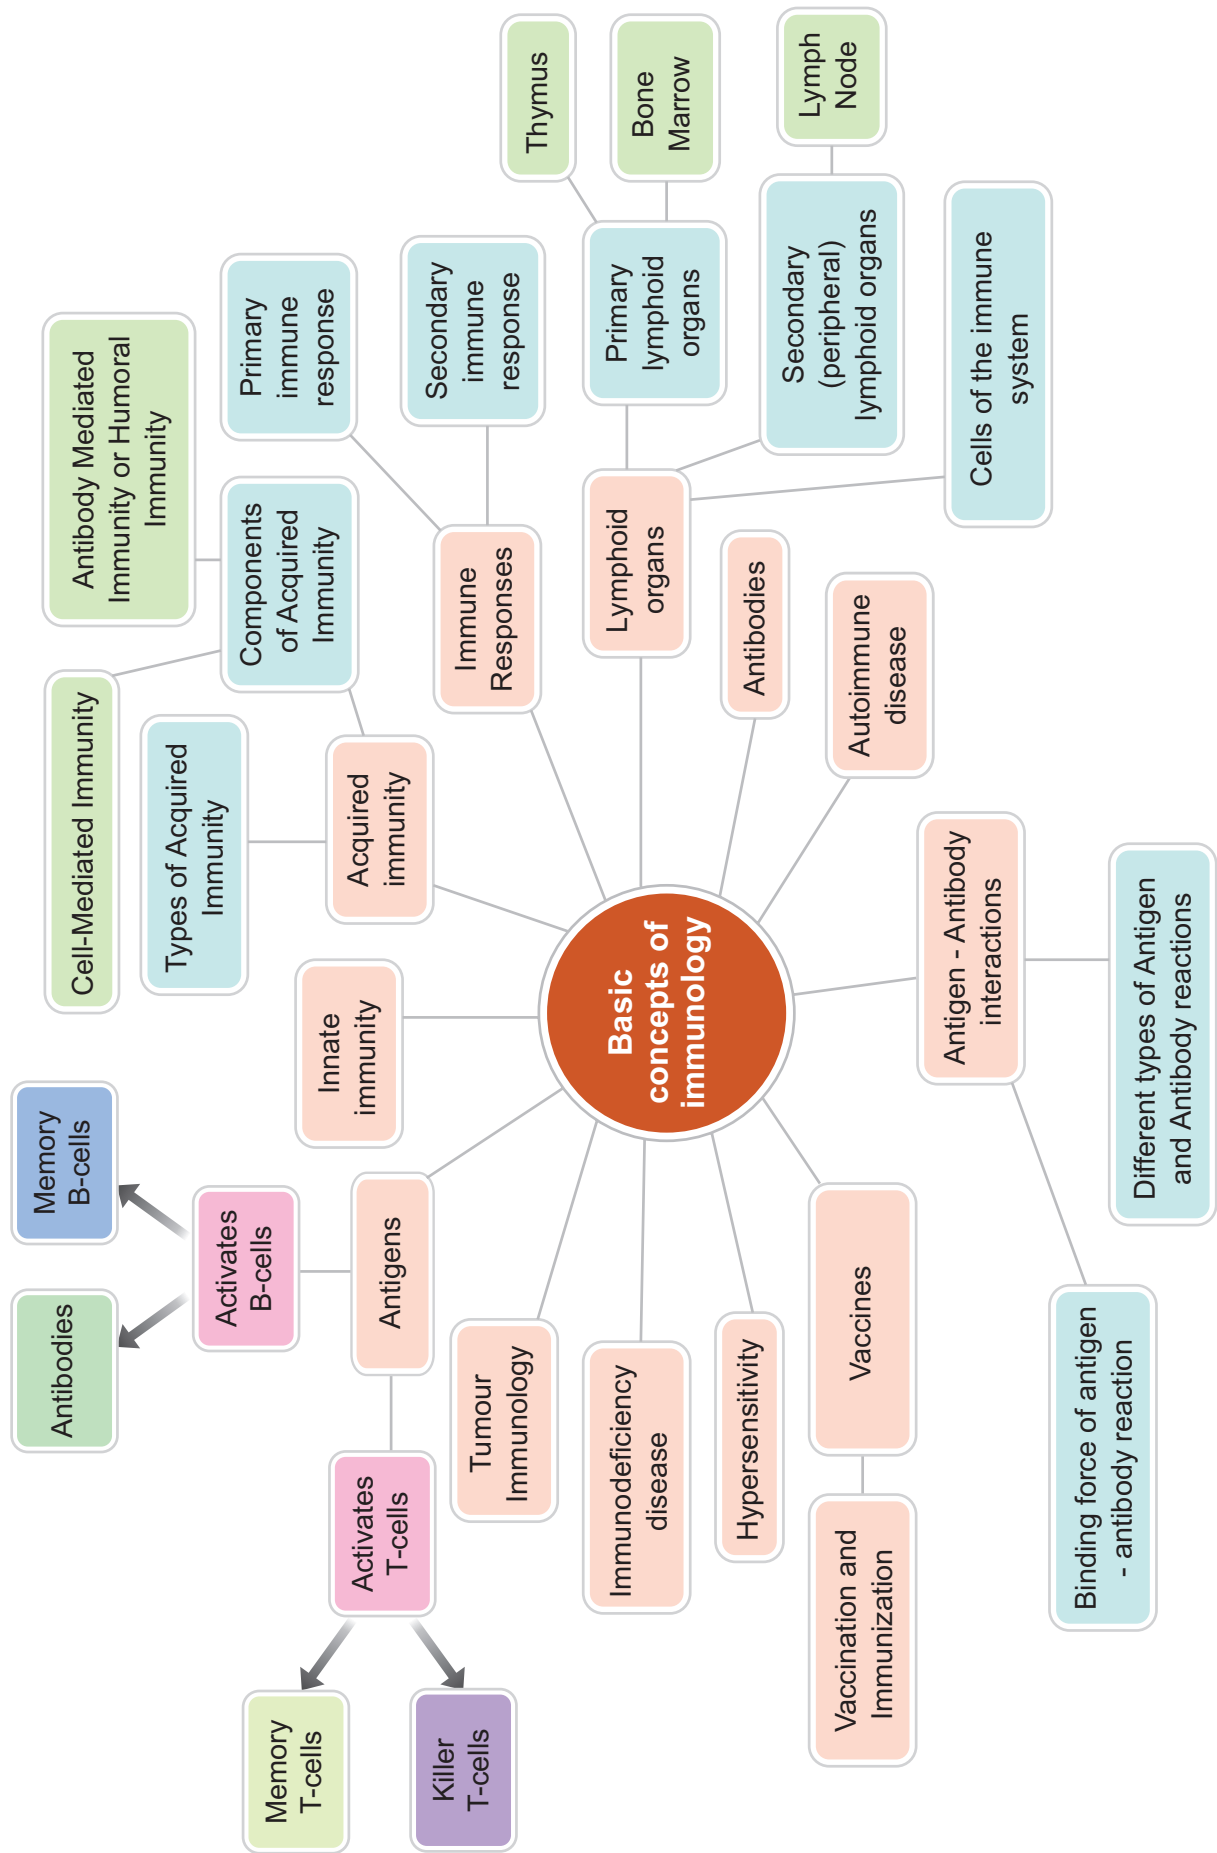 Basic
concepts of
immunology
Innate
immunity
Acquired
immunity
Types of Acquired
Immunity
Components
of Acquired
Immunity
Cell-Mediated Immunity
Antibody Mediated
Immunity or Humoral
Immunity
Immune
Responses
Primary
immune
response
Secondary
immune
response
Lymphoid
organs
Primary
lymphoid
organs
Thymus
Bone
Marrow
Secondary
(peripheral)
lymphoid organs
Lymph
Node
Cells of the immune
system
Antibodies
Autoimmune
disease
Antigen - Antibody
interactions
Different types of Antigen
and Antibody reactions
Binding force of antigen
- antibody reaction
Vaccines
Vaccination and
Immunization
Hypersensitivity
Immunodeficiency
disease
Tumour
Immunology
Antigens
Activates
B-cells
Memory
B-cells
Antibodies
Activates
T-cells
Memory
T-cells
Killer
T-cells